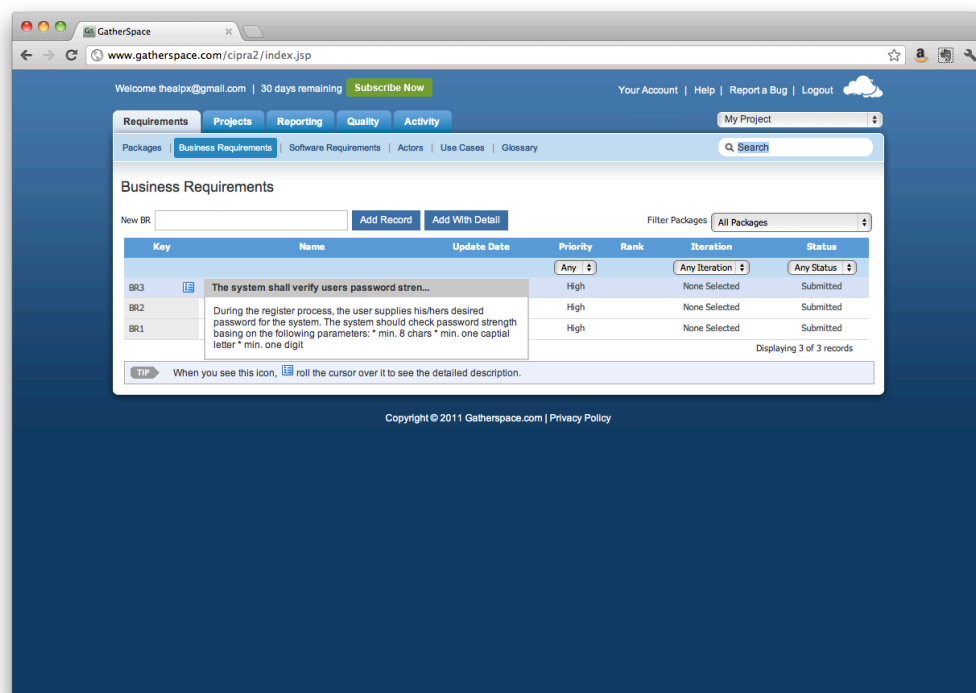 GS GatherSpace
www.gatherspace.com/cipra2/index.jsp
Welcome thealpx@gmail.com | 30 days remaining Subscribe Now
Your Account | Help | Report a Bug | Logout
Requirements Projects Reporting Quality Activity
My Project
Packages | Business Requirements | Software Requirements | Actors | Use Cases | Glossary
Search
Business Requirements
New BR Add Record Add With Detail Filter Packages All Packages
Key Name Update Date Priority Rank Iteration Status
Any Any Iteration Any Status
BR3 The system shall verify users password stren... High None Selected Submitted
BR2 High None Selected Submitted
BR1 High None Selected Submitted
During the register process, the user supplies his/hers desired
password for the system. The system should check password strength
basing on the following parameters: * min. 8 chars * min. one captial
letter * min. one digit
Displaying 3 of 3 records
TIP When you see this icon, roll the cursor over it to see the detailed description.
Copyright © 2011 Gatherspace.com | Privacy Policy